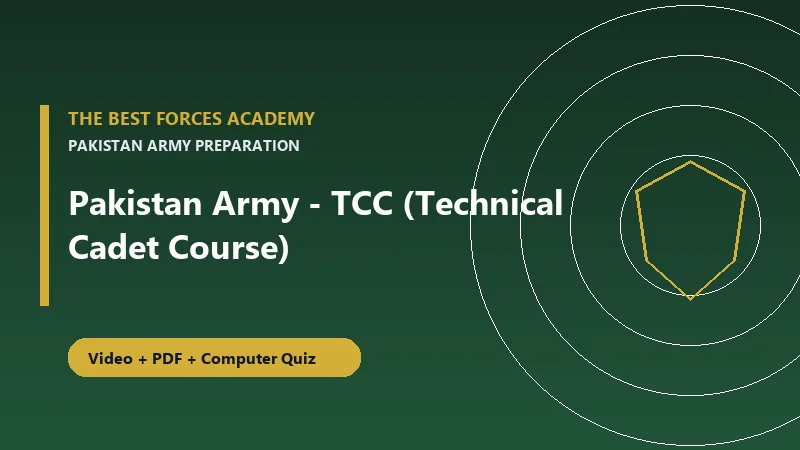 THE BEST FORCES ACADEMY
PAKISTAN ARMY PREPARATION
Pakistan Army - TCC (Technical
Cadet Course)
Video + PDF + Computer Quiz